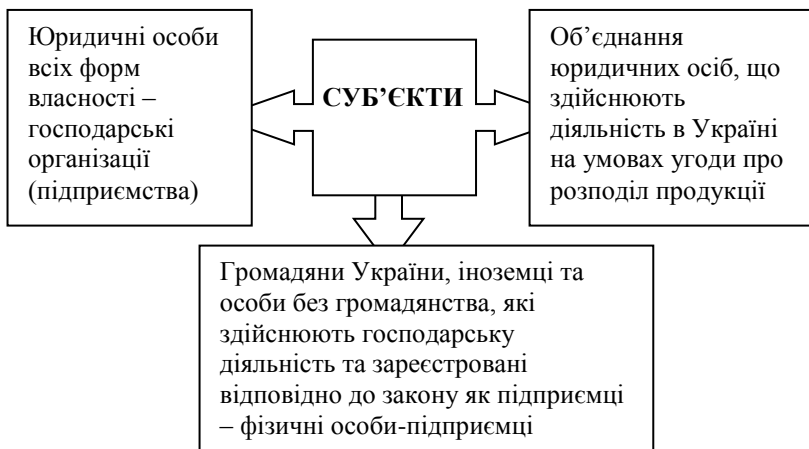 Юридичні особи
всіх форм
власності –
господарські
організації
(підприємства)
СУБ’ЄКТИ
Об’єднання
юридичних осіб, що
здійснюють
діяльність в Україні
на умовах угоди про
розподіл продукції
Громадяни України, іноземці та
особи без громадянства, які
здійснюють господарську
діяльність та зареєстровані
відповідно до закону як підприємці
– фізичні особи-підприємці